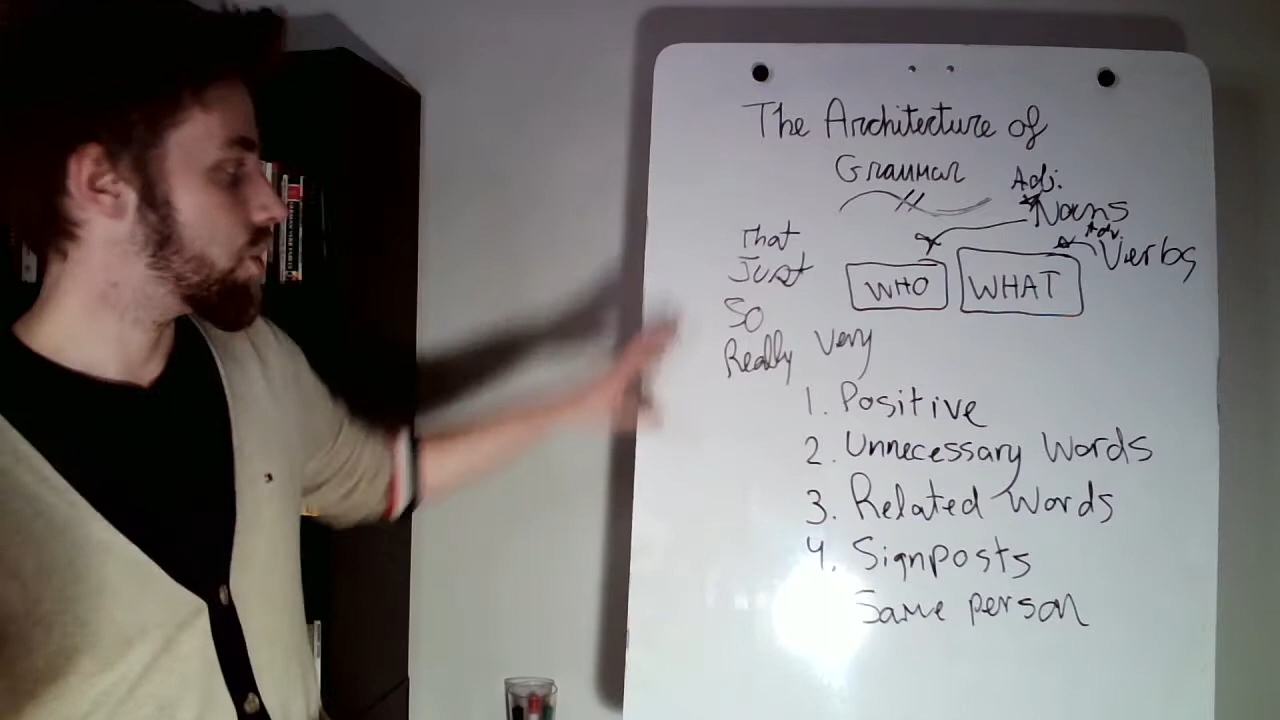 The Architecture of
Grammar
Adj.
Nouns
Adv.
Verbs
That
Just
So
Really Very
WHO
WHAT
1. Positive
2. Unnecessary Words
3. Related Words
4. Signposts
Same person